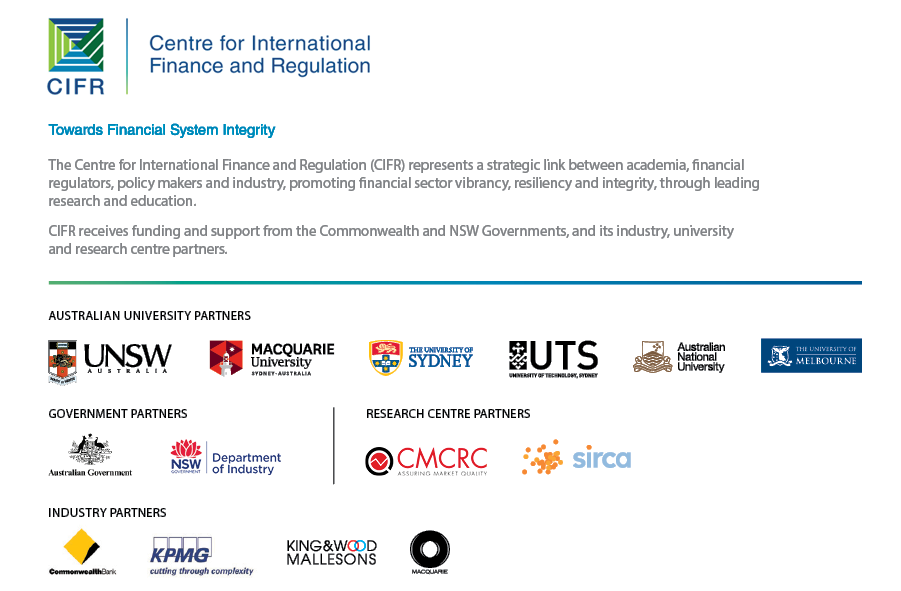 CIFR
Centre for International
Finance and Regulation
Towards Financial System Integrity
The Centre for International Finance and Regulation (CIFR) represents a strategic link between academia, financial
regulators, policy makers and industry, promoting financial sector vibrancy, resiliency and integrity, through leading
research and education.
CIFR receives funding and support from the Commonwealth and NSW Governments, and its industry, university
and research centre partners.
AUSTRALIAN UNIVERSITY PARTNERS
UNSW
AUSTRALIA
MACQUARIE
University
SYDNEY·AUSTRALIA
THE UNIVERSITY OF
SYDNEY
UTS
UNIVERSITY OF TECHNOLOGY, SYDNEY
Australian
National
University
THE UNIVERSITY OF
MELBOURNE
GOVERNMENT PARTNERS
Australian Government
NSW
GOVERNMENT
Department
of Industry
RESEARCH CENTRE PARTNERS
CMCRC
ASSURING MARKET QUALITY
sirca
INDUSTRY PARTNERS
CommonwealthBank
KPMG
cutting through complexity
KING&WOOD
MALLESONS
MACQUARIE